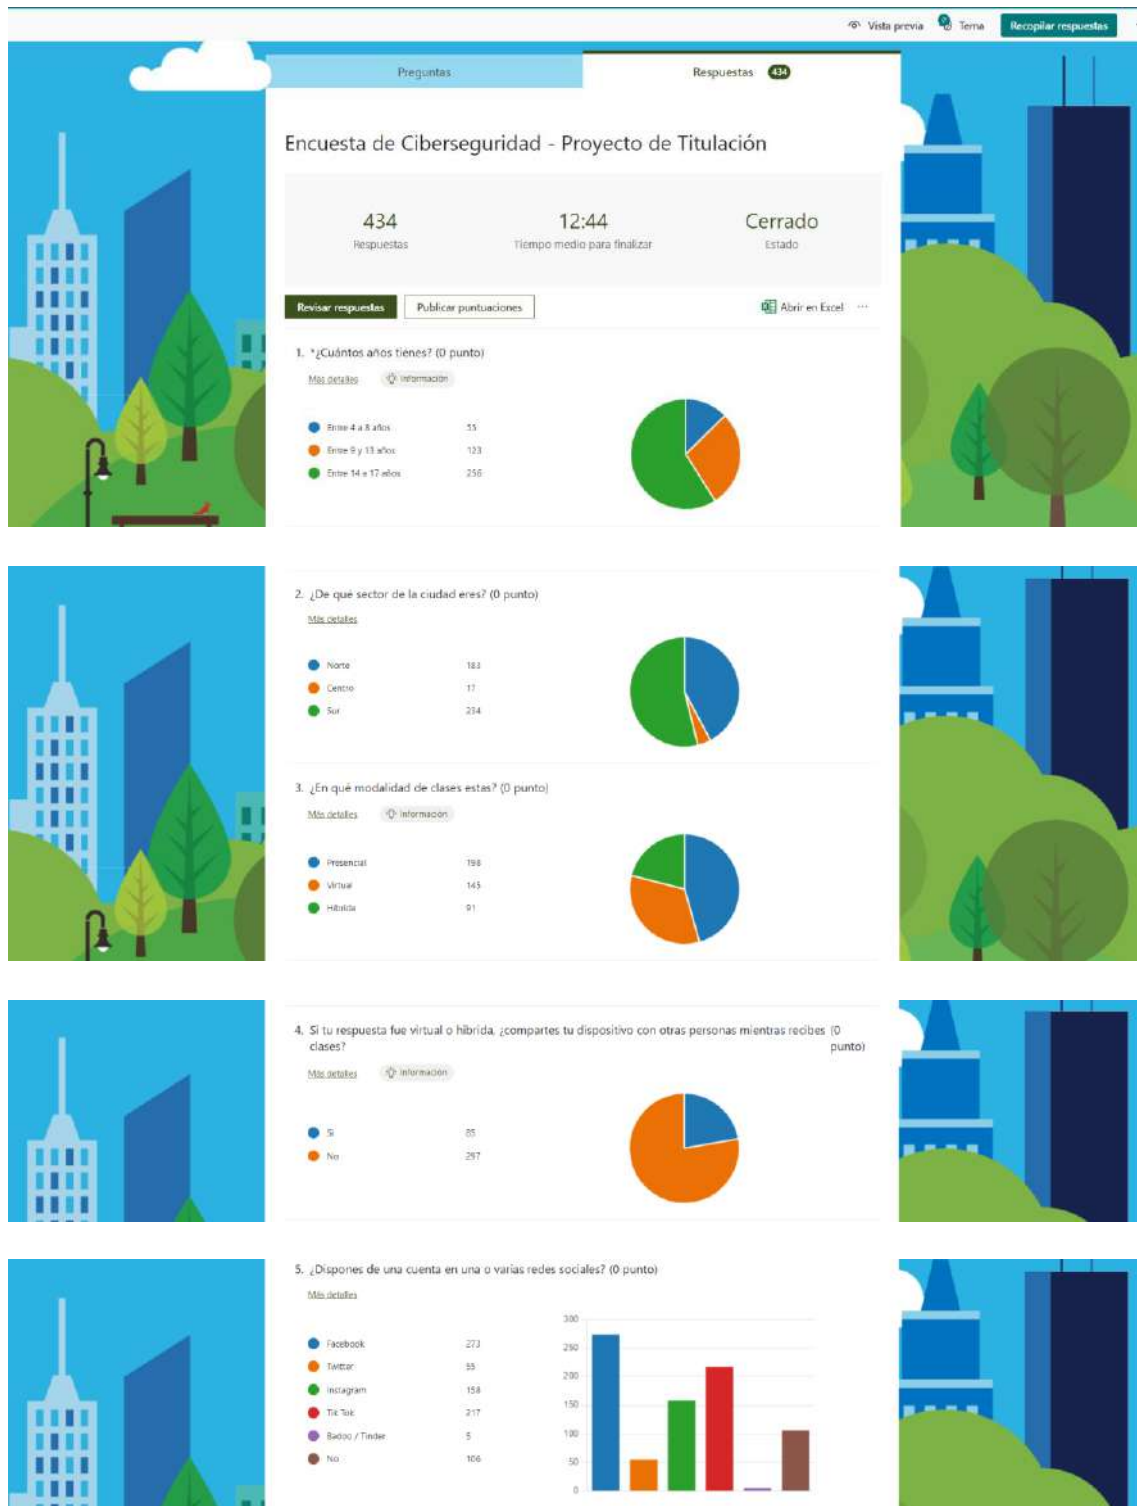 Vista previa
Tema
Recopilar respuestas
Preguntas
Respuestas 434
Encuesta de Ciberseguridad - Proyecto de Titulación
434 12:44 Cerrado
Respuestas Tiempo medio para finalizar Estado
Revisar respuestas Publicar puntuaciones Abrir en Excel ...
1. *¿Cuántos años tienes? (0 punto)
Más detalles Información
Entre 4 a 8 años 55
Entre 9 y 13 años 123
Entre 14 a 17 años 256
2. ¿De qué sector de la ciudad eres? (0 punto)
Más detalles
Norte 183
Centro 17
Sur 234
3. ¿En qué modalidad de clases estas? (0 punto)
Más detalles Información
Presencial 198
Virtual 145
Híbrida 91
4. Si tu respuesta fue virtual o híbrida, ¿compartes tu dispositivo con otras personas mientras recibes (0
clases? punto)
Más detalles Información
Si 85
No 297
5. ¿Dispones de una cuenta en una o varias redes sociales? (0 punto)
Más detalles
Facebook 273
Twitter 55
Instagram 158
Tik Tok 217
Badoo / Tinder 5
No 106
300
250
200
150
100
50
0